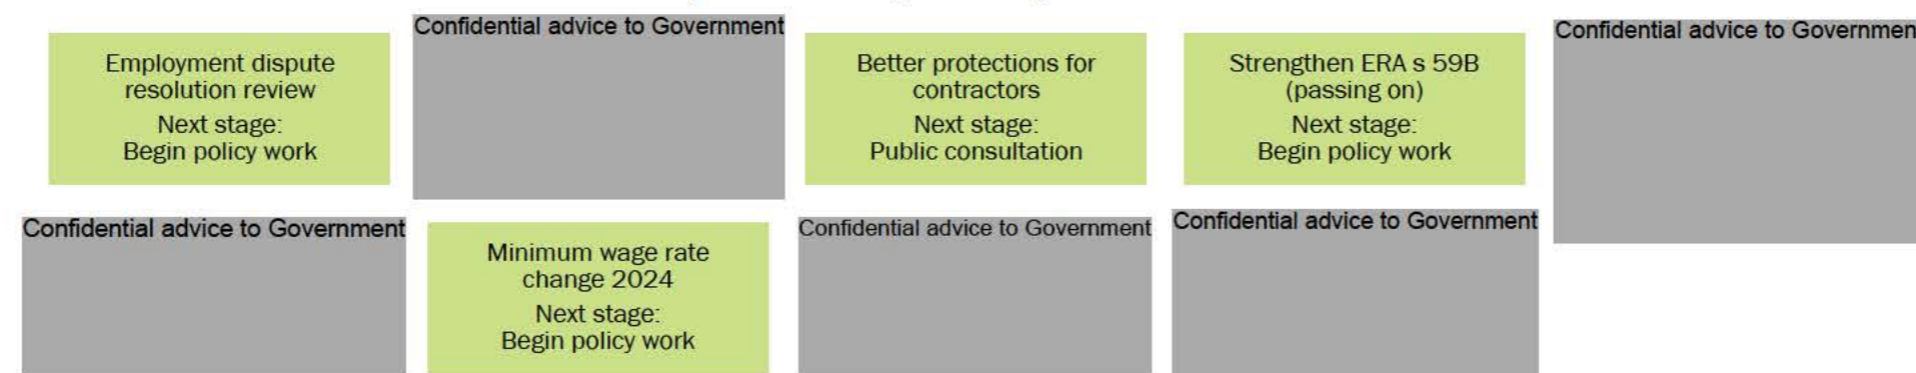 Employment dispute
resolution review
Next stage:
Begin policy work
Confidential advice to Government
Better protections for
contractors
Next stage:
Public consultation
Strengthen ERA s 59B
(passing on)
Next stage:
Begin policy work
Confidential advice to Governmen
Confidential advice to Government
Minimum wage rate
change 2024
Next stage:
Begin policy work
Confidential advice to Government
Confidential advice to Government